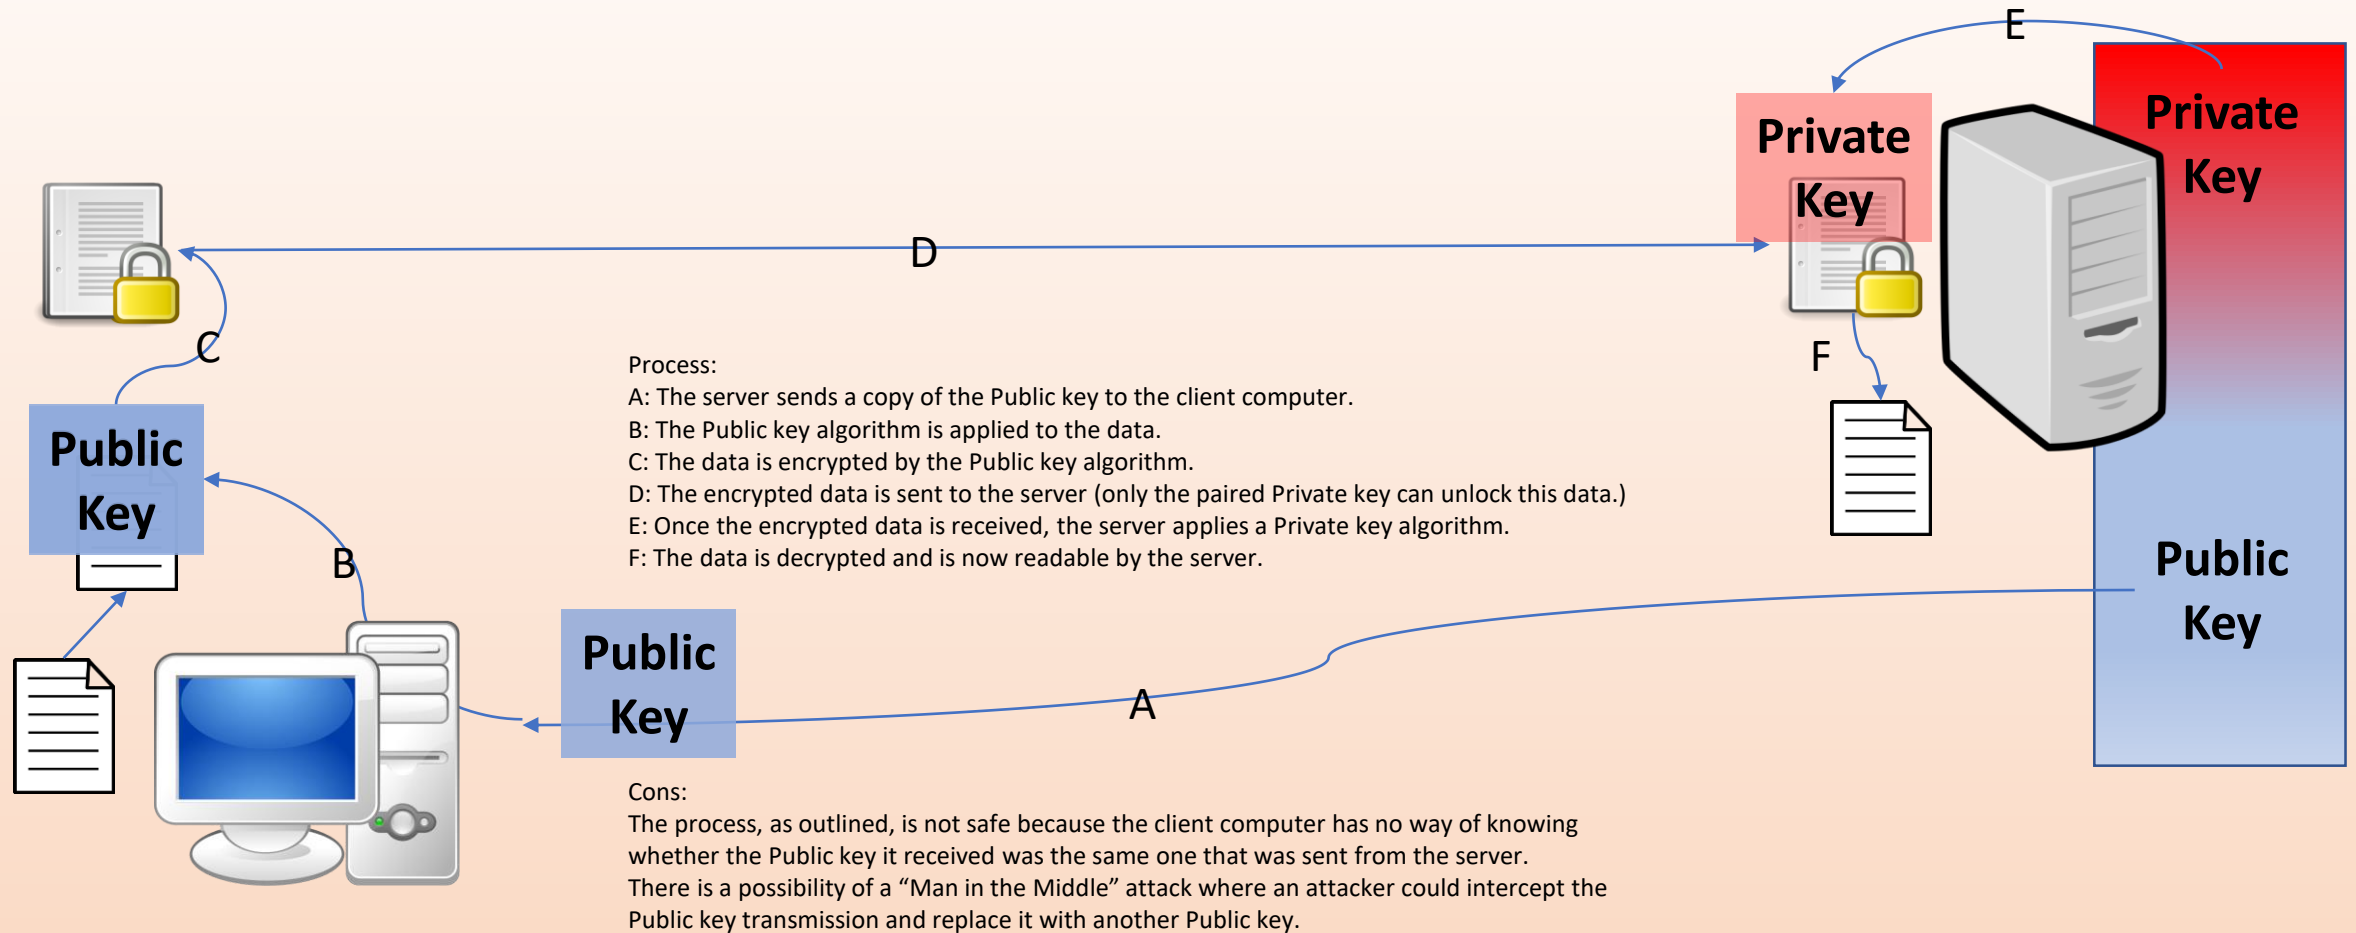 E
Private
Key
Private
Key
D
C
F
Process:
A: The server sends a copy of the Public key to the client computer.
B: The Public key algorithm is applied to the data.
C: The data is encrypted by the Public key algorithm.
D: The encrypted data is sent to the server (only the paired Private key can unlock this data.)
E: Once the encrypted data is received, the server applies a Private key algorithm.
F: The data is decrypted and is now readable by the server.
Public
Key
B
Public
Key
Public
Key
A
Cons:
The process, as outlined, is not safe because the client computer has no way of knowing
whether the Public key it received was the same one that was sent from the server.
There is a possibility of a “Man in the Middle” attack where an attacker could intercept the
Public key transmission and replace it with another Public key.